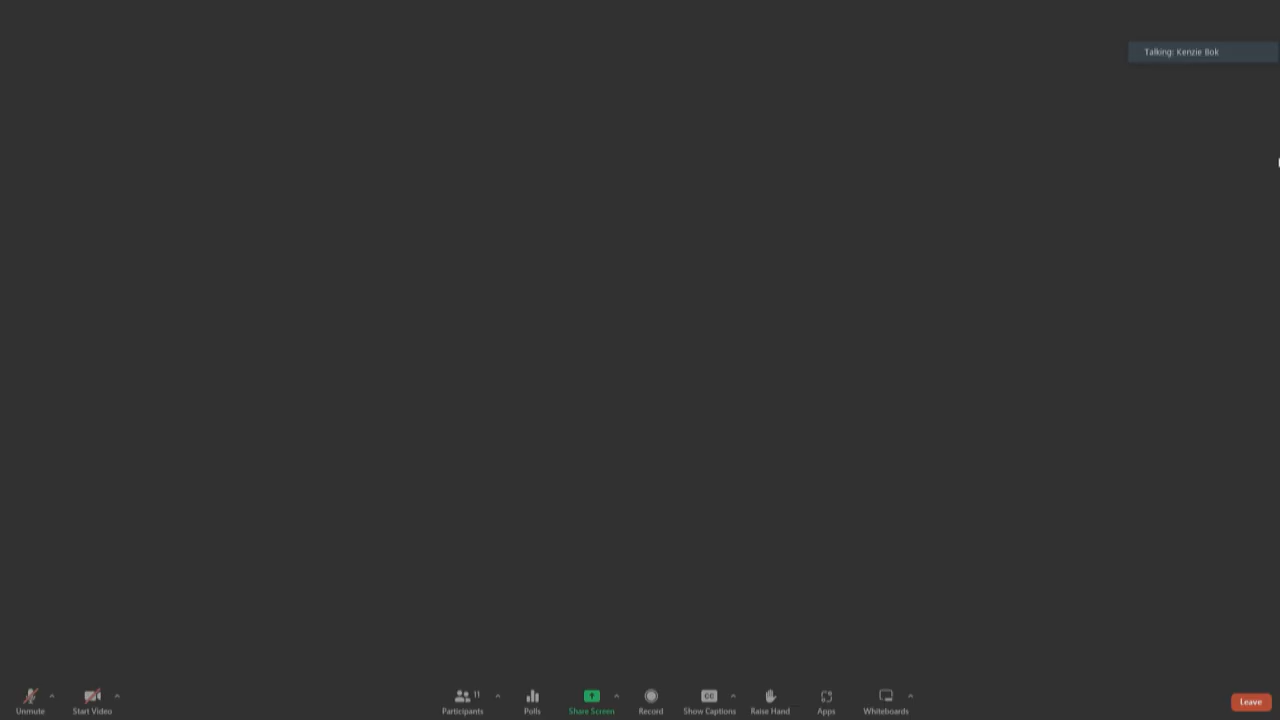 Talking: Kenzie Bok
11
Unmute
Start Video
Participants
Polls
Share Screen
Record
CC
Show Captions
Raise Hand
Apps
Whiteboards
Leave